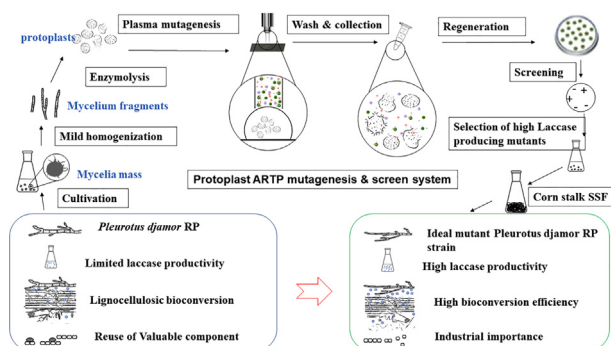 protoplasts
Plasma mutagenesis
Wash & collection
Regeneration
Enzymolysis
Screening
Mycelium fragments
Mild homogenization
Selection of high Laccase
producing mutants
Mycelia mass
Protoplast ARTP mutagenesis & screen system
Cultivation
Corn stalk SSF
Pleurotus djamor RP
Limited laccase productivity
Lignocellulosic bioconversion
Reuse of Valuable component
Ideal mutant Pleurotus djamor RP
strain
High laccase productivity
High bioconversion efficiency
Industrial importance